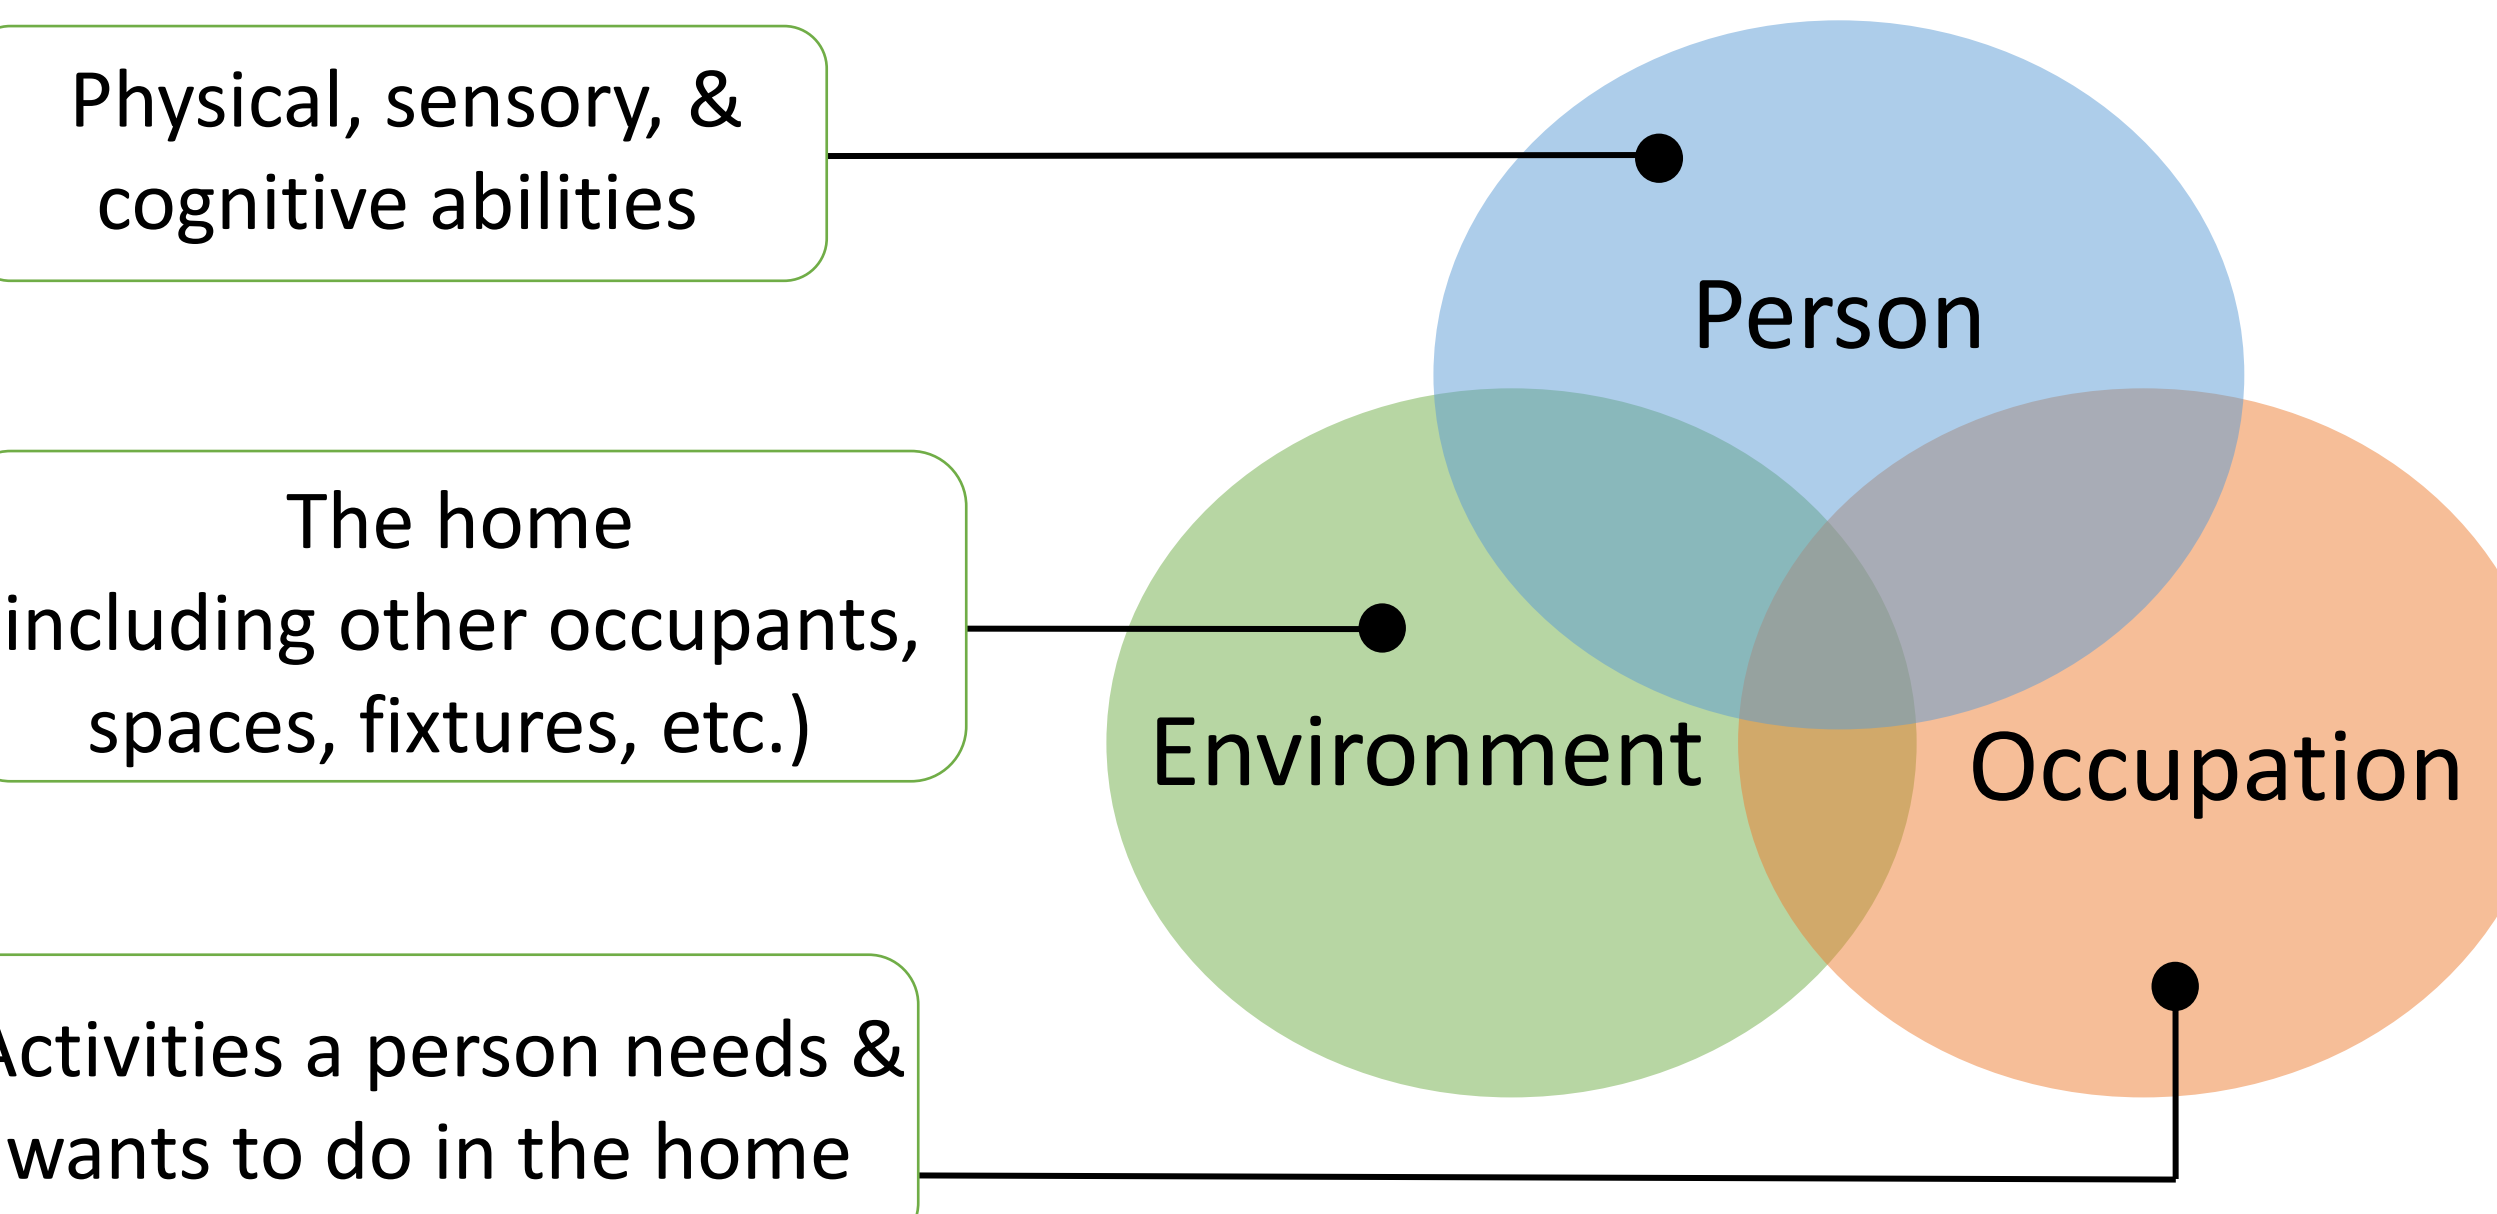 Physical, sensory, &
cognitive abilities
Person
The home
including other occupants,
spaces, fixtures, etc.)
Environment
Occupation
Activities a person needs &
wants to do in the home